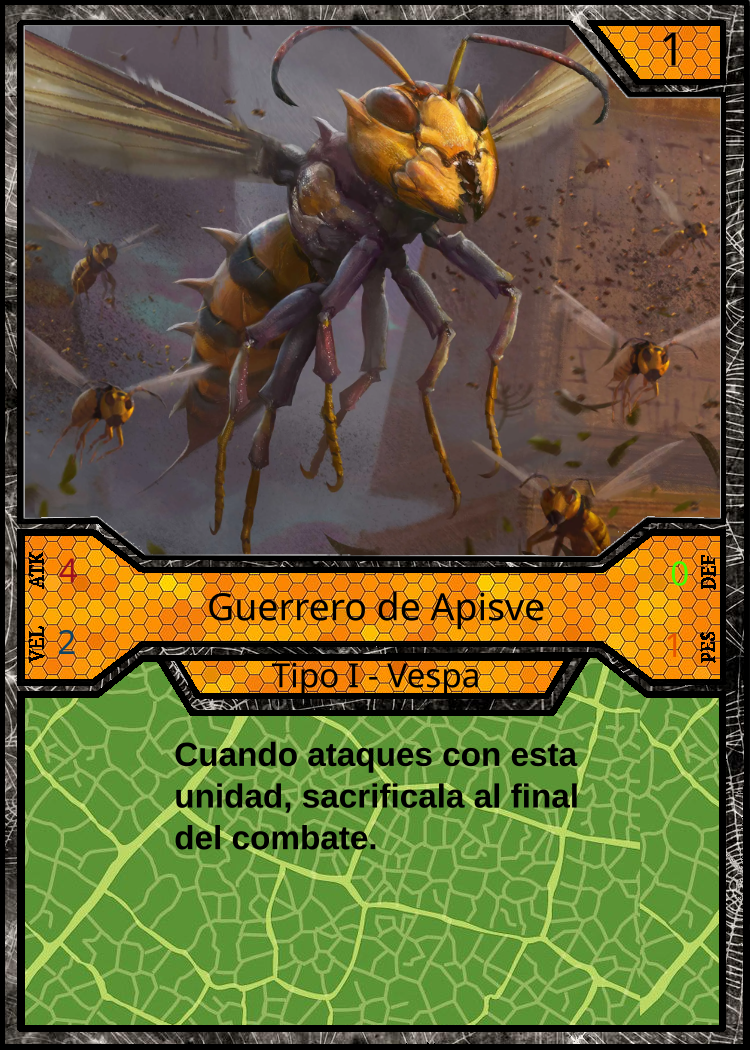 1
ATK 4
0 DEF
Guerrero de Apisve
VEL 2
1 PES
Tipo I - Vespa
Cuando ataques con esta
unidad, sacrificala al final
del combate.